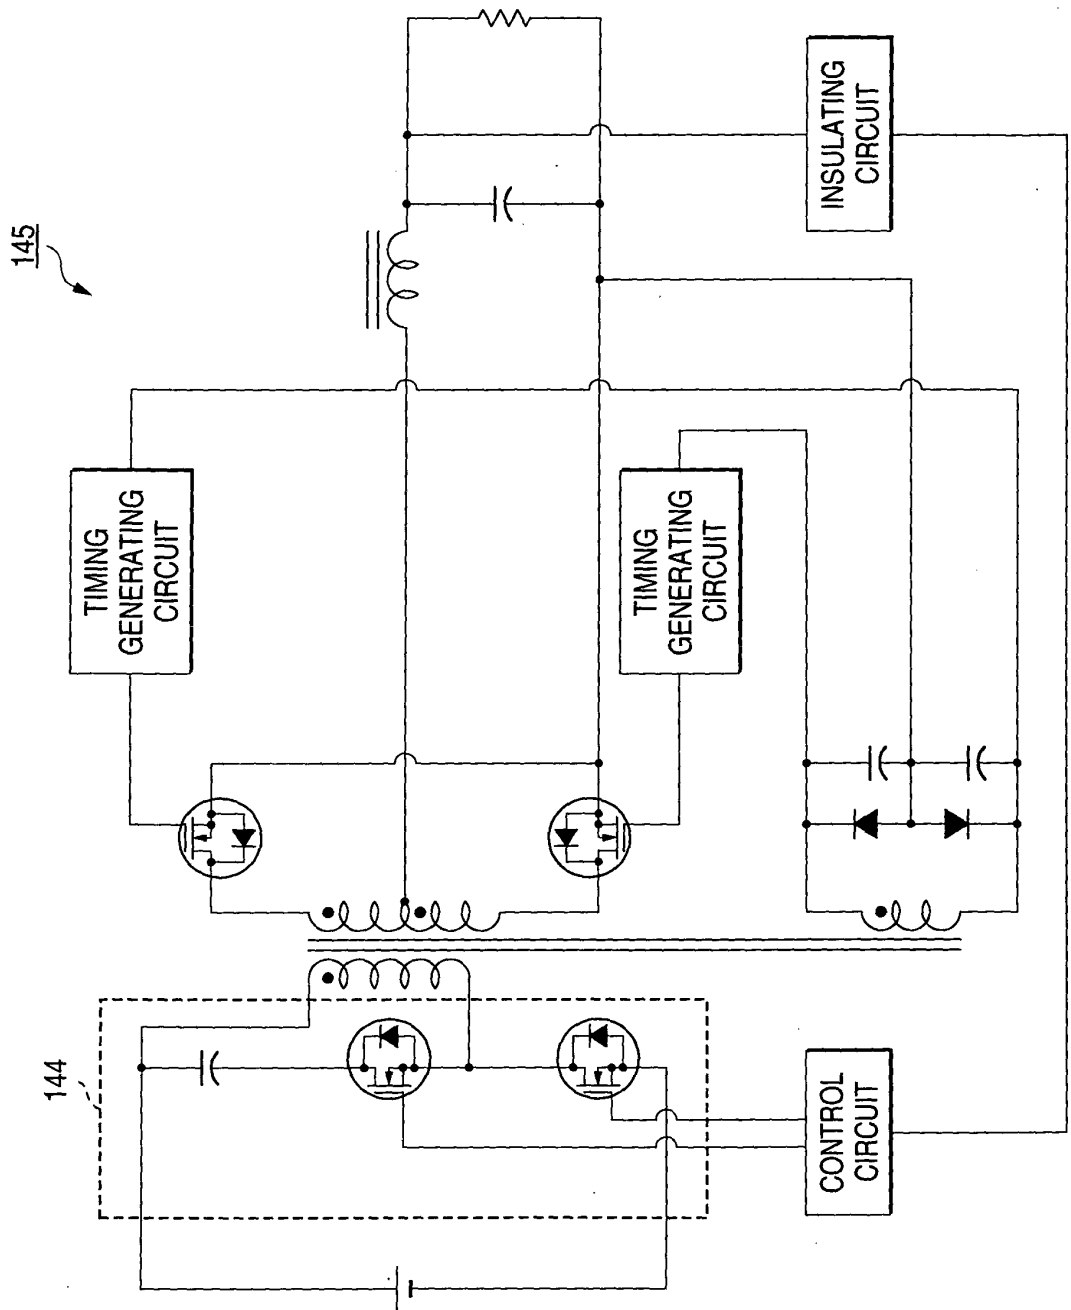 145
TIMING
GENERATING
CIRCUIT
TIMING
GENERATING
CIRCUIT
INSULATING
CIRCUIT
144
CONTROL
CIRCUIT